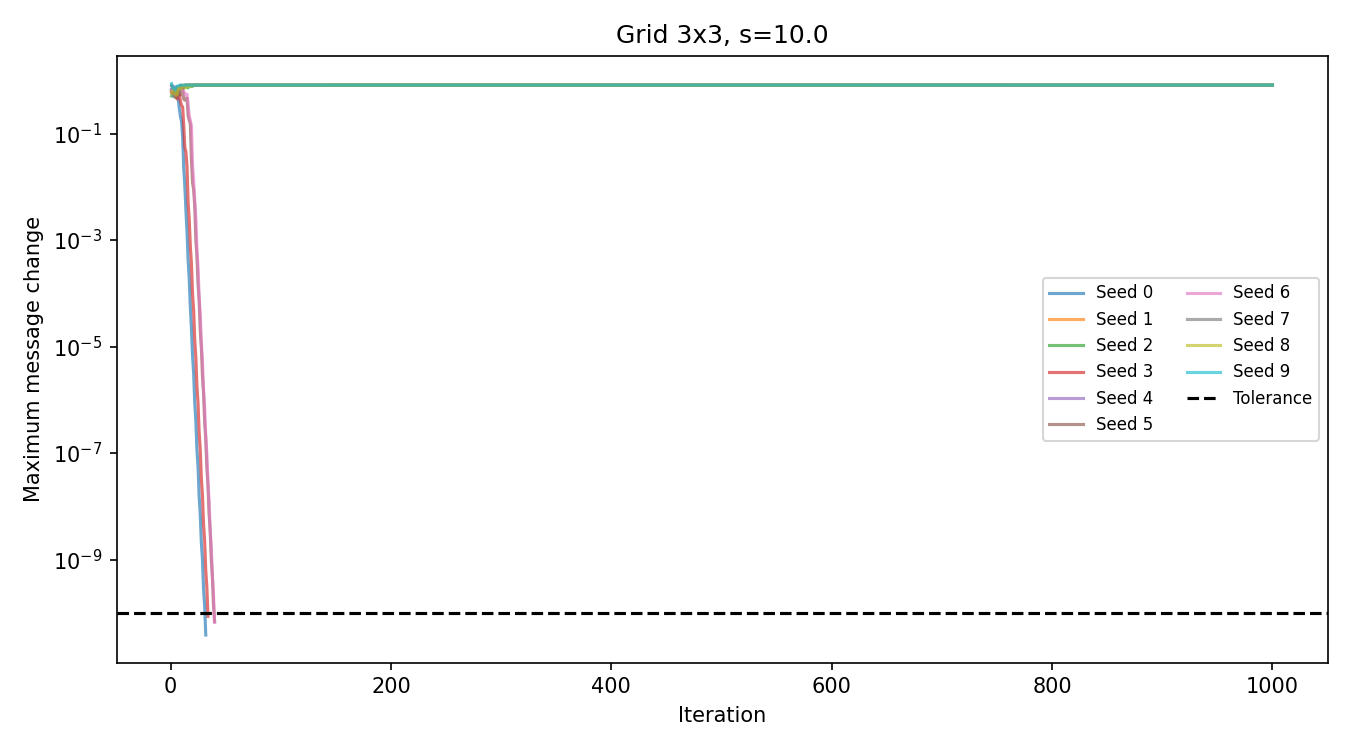 Grid 3x3, s=10.0
Maximum message change
10⁻¹
10⁻³
10⁻⁵
10⁻⁷
10⁻⁹
Seed 0
Seed 1
Seed 2
Seed 3
Seed 4
Seed 5
Seed 6
Seed 7
Seed 8
Seed 9
Tolerance
0 200 400 600 800 1000
Iteration